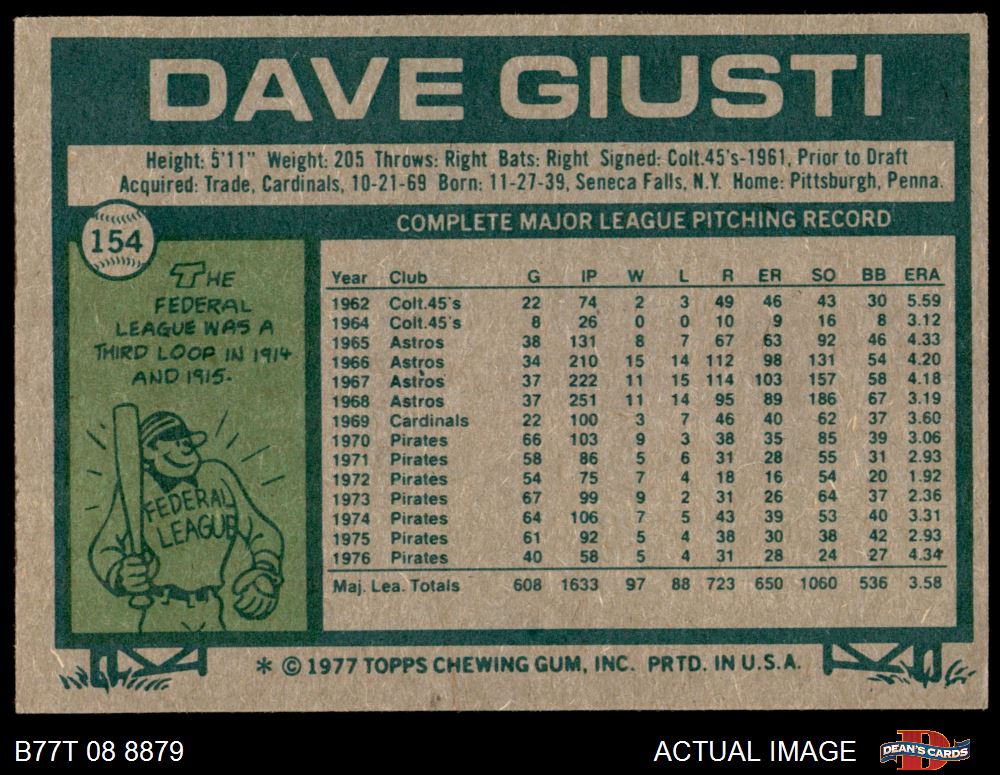 DAVE GIUSTI
Height: 5'11" Weight: 205 Throws: Right Bats: Right Signed: Colt.45's-1961, Prior to Draft
Acquired: Trade, Cardinals, 10-21-69 Born: 11-27-39, Seneca Falls, N.Y. Home: Pittsburgh, Penna.
154
COMPLETE MAJOR LEAGUE PITCHING RECORD
THE
FEDERAL
LEAGUE WAS A
THIRD LOOP IN 1914
AND 1915.
FEDERAL
LEAGUE
Year Club G IP W L R ER SO BB ERA
1962 Colt.45's 22 74 2 3 49 46 43 30 5.59
1964 Colt.45's 8 26 0 0 10 9 16 8 3.12
1965 Astros 38 131 8 7 67 63 92 46 4.33
1966 Astros 34 210 15 14 112 98 131 54 4.20
1967 Astros 37 222 11 15 114 103 157 58 4.18
1968 Astros 37 251 11 14 95 89 186 67 3.19
1969 Cardinals 22 100 3 7 46 40 62 37 3.60
1970 Pirates 66 103 9 3 38 35 85 39 3.06
1971 Pirates 58 86 5 6 31 28 55 31 2.93
1972 Pirates 54 75 7 4 18 16 54 20 1.92
1973 Pirates 67 99 9 2 31 26 64 37 2.36
1974 Pirates 64 106 7 5 43 39 53 40 3.31
1975 Pirates 61 92 5 4 38 30 38 42 2.93
1976 Pirates 40 58 5 4 31 28 24 27 4.34
Maj. Lea. Totals 608 1633 97 88 723 650 1060 536 3.58
* © 1977 TOPPS CHEWING GUM, INC. PRTD. IN U.S.A.
B77T 08 8879
ACTUAL IMAGE
DEAN'S CARDS